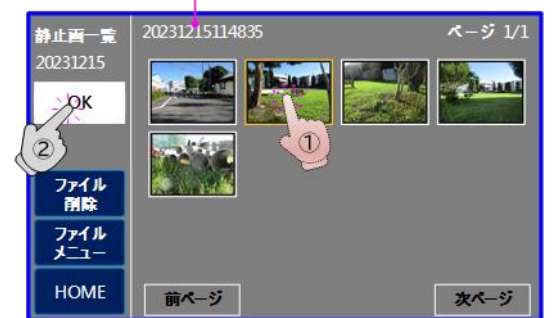 静止画一覧
20231215
20231215114835
ページ 1/1
OK
②
①
ファイル
削除
ファイル
メニュー
HOME
前ページ
次ページ